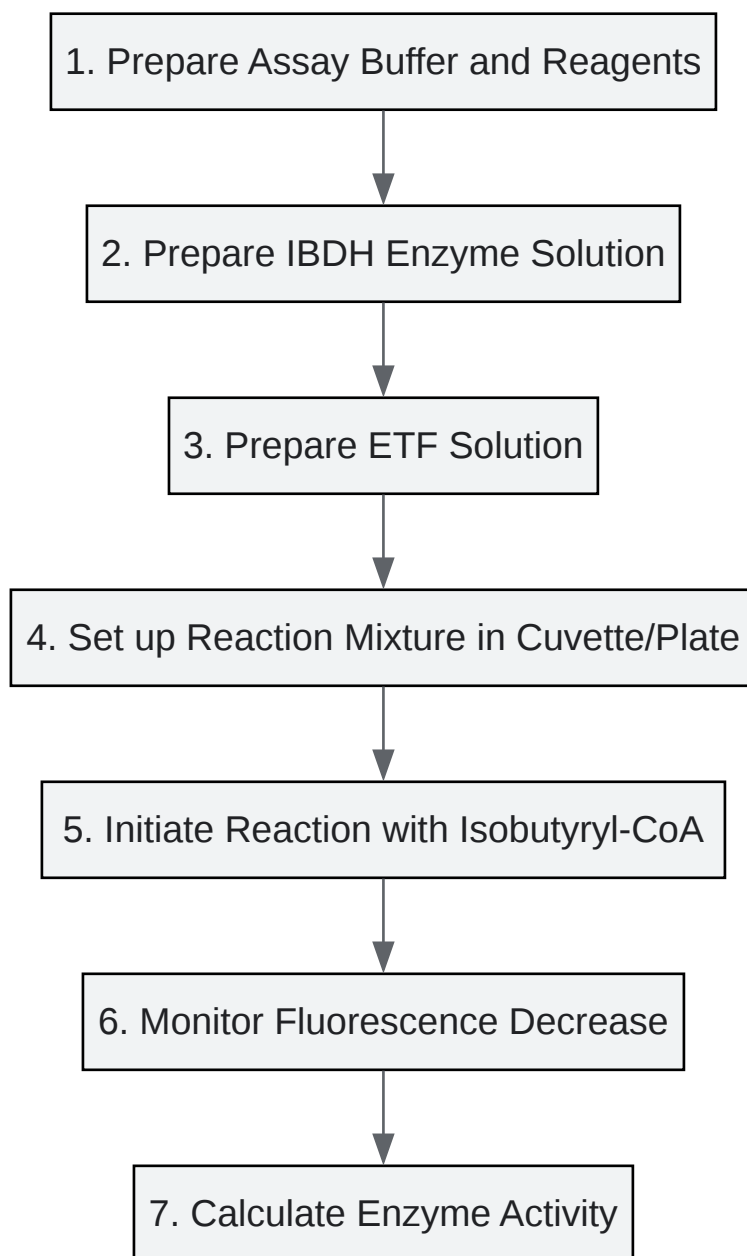 1. Prepare Assay Buffer and Reagents
2. Prepare IBDH Enzyme Solution
3. Prepare ETF Solution
4. Set up Reaction Mixture in Cuvette/Plate
5. Initiate Reaction with Isobutyryl-CoA
6. Monitor Fluorescence Decrease
7. Calculate Enzyme Activity